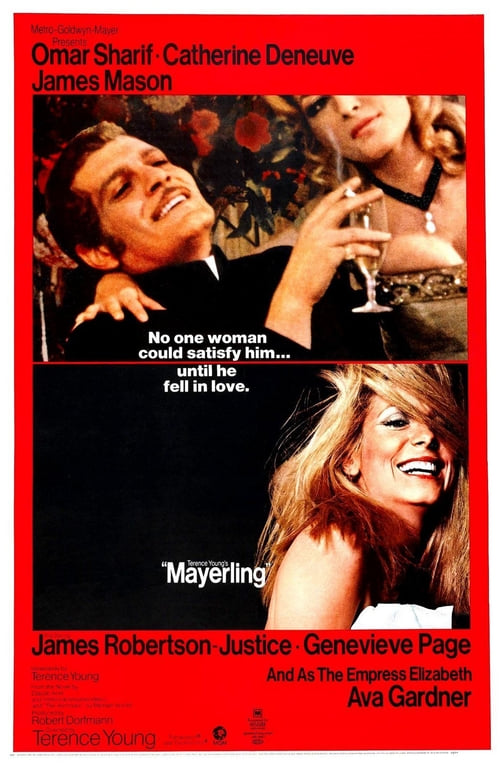 Metro-Goldwyn-Mayer
Presents
Omar Sharif · Catherine Deneuve
James Mason
No one woman
could satisfy him...
until he
fell in love.
Terence Young's
"Mayerling"
James Robertson-Justice · Genevieve Page
Terence Young
And As The Empress Elizabeth
Ava Gardner
Robert Dorfmann
Terence Young
MGM